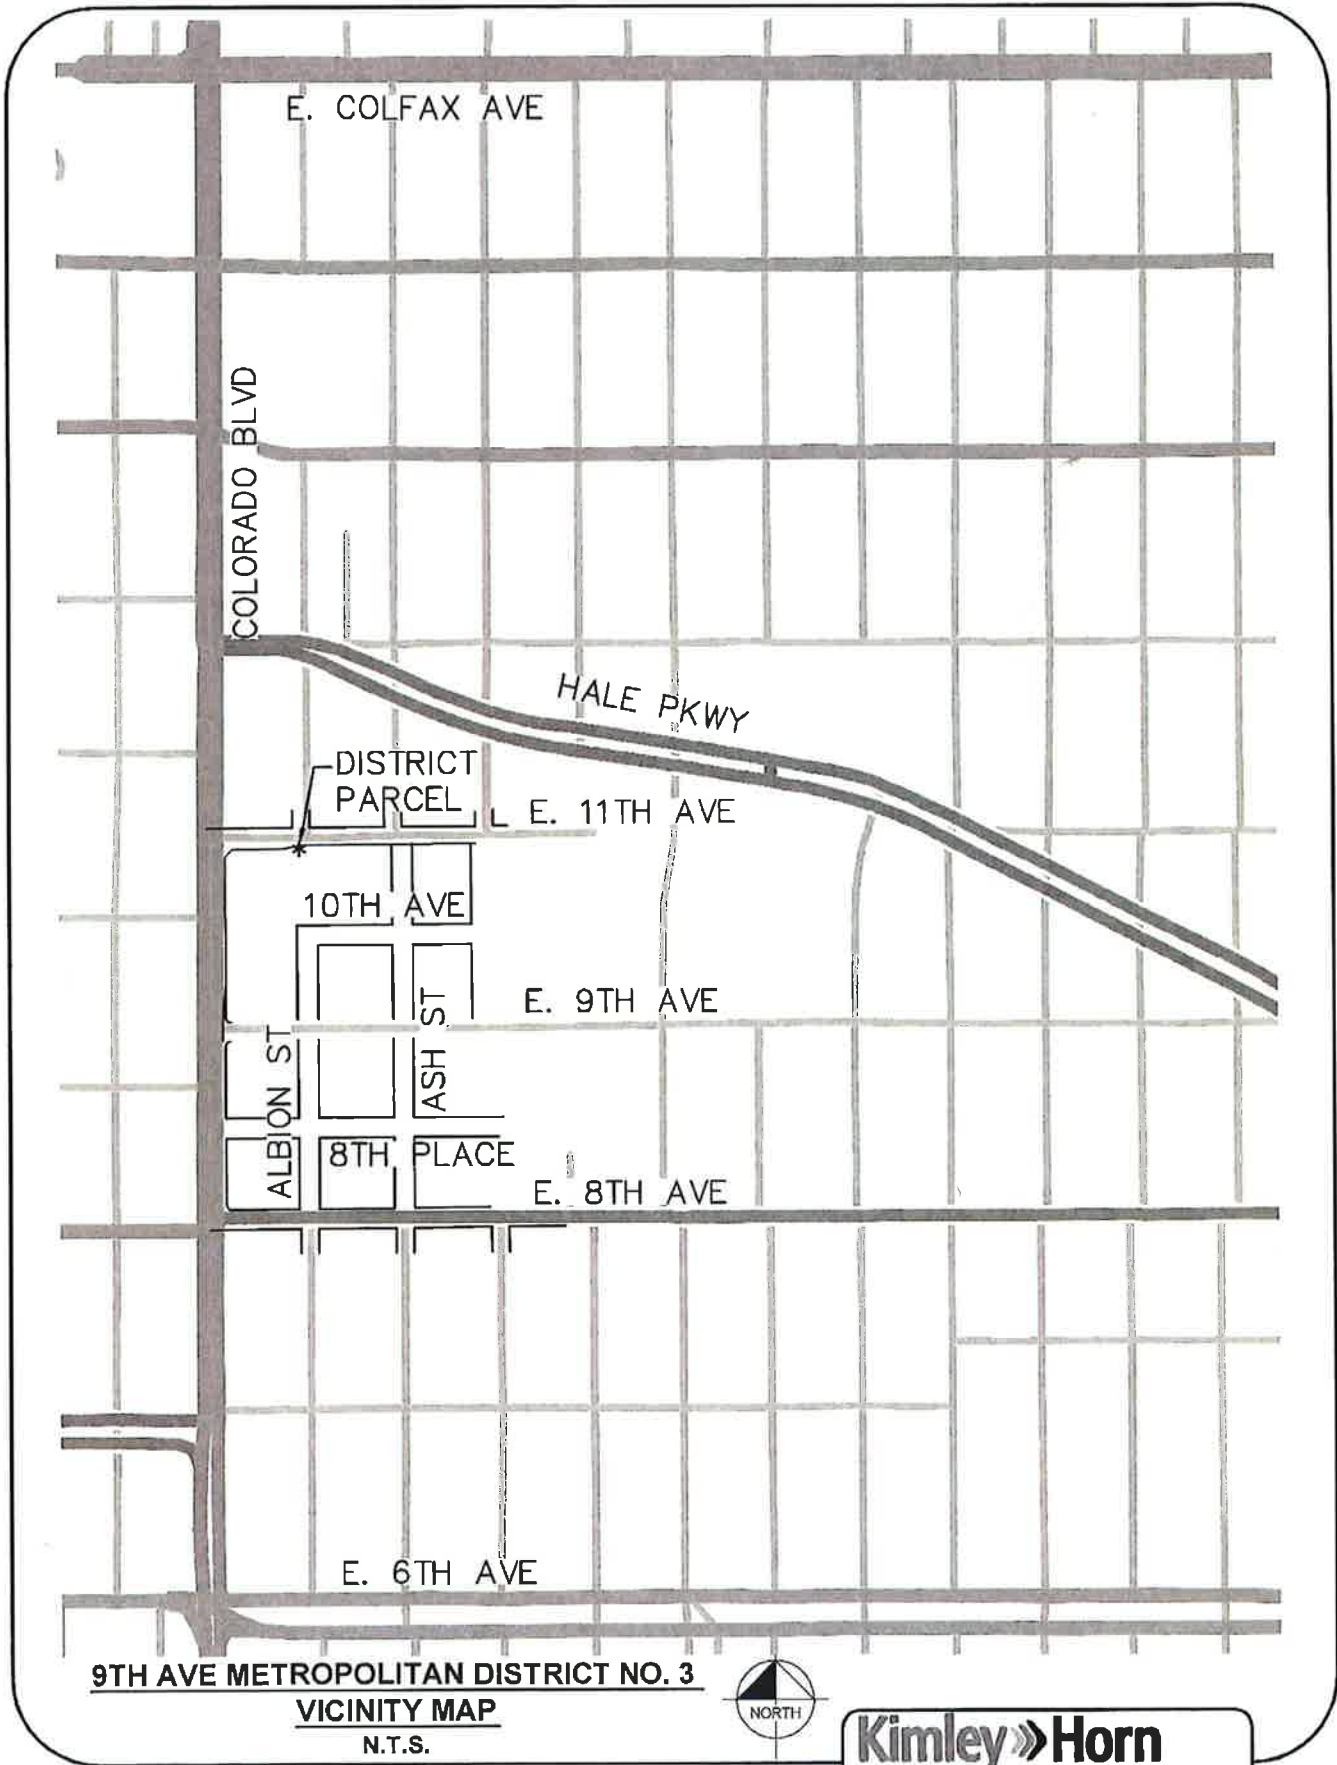 E. COLFAX AVE
COLORADO BLVD
HALE PKWY
DISTRICT
PARCEL
E. 11TH AVE
10TH AVE
E. 9TH AVE
ASH ST
ALBION ST
8TH PLACE
E. 8TH AVE
E. 6TH AVE
9TH AVE METROPOLITAN DISTRICT NO. 3
VICINITY MAP
N.T.S.
NORTH
Kimley»Horn